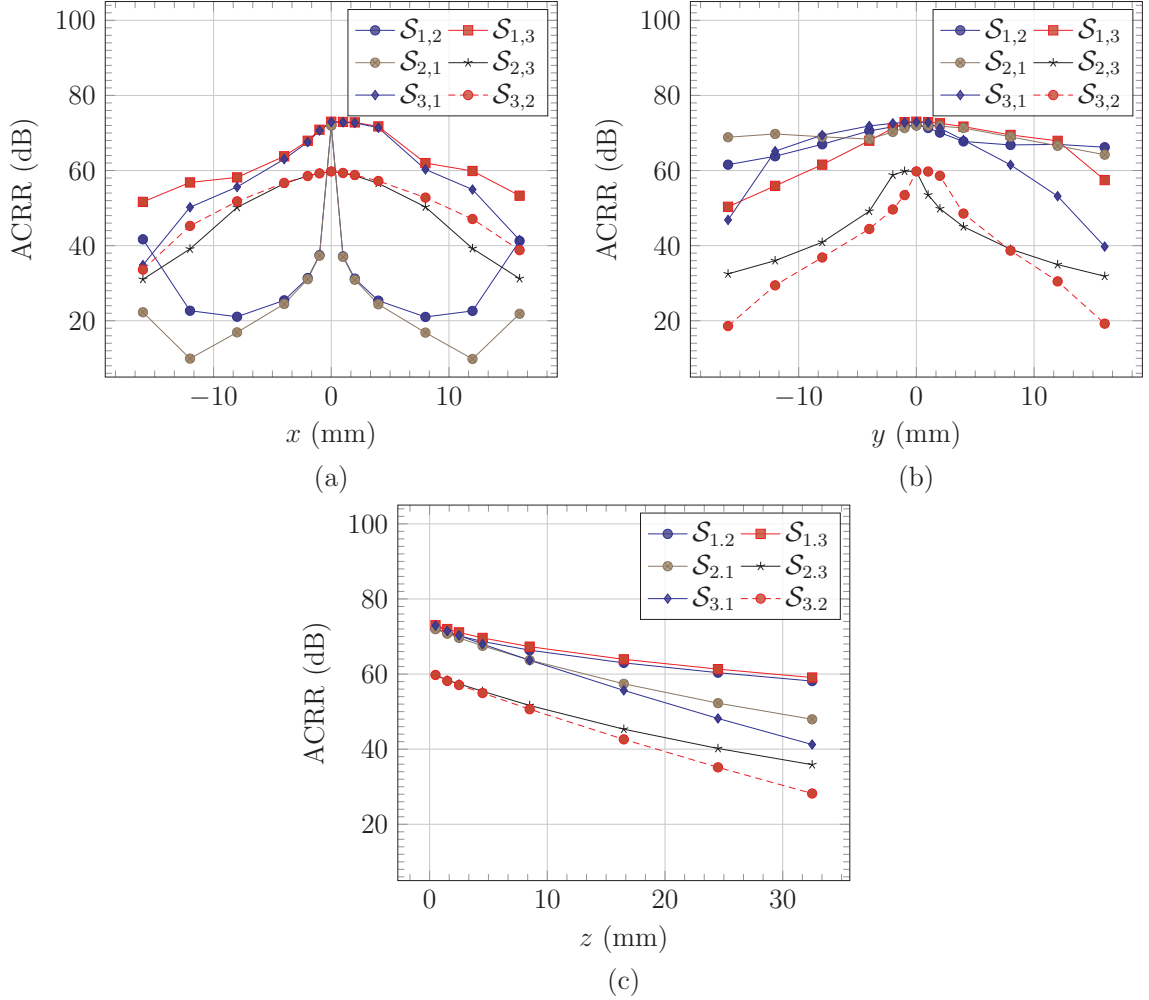 100
80
60
40
20
ACRR (dB)
−10
0
10
x (mm)
(a)
S1,2
S1,3
S2,1
S2,3
S3,1
S3,2
100
80
60
40
20
ACRR (dB)
−10
0
10
y (mm)
(b)
S1,2
S1,3
S2,1
S2,3
S3,1
S3,2
100
80
60
40
20
ACRR (dB)
0
10
20
30
z (mm)
(c)
S1.2
S1.3
S2.1
S2.3
S3.1
S3.2